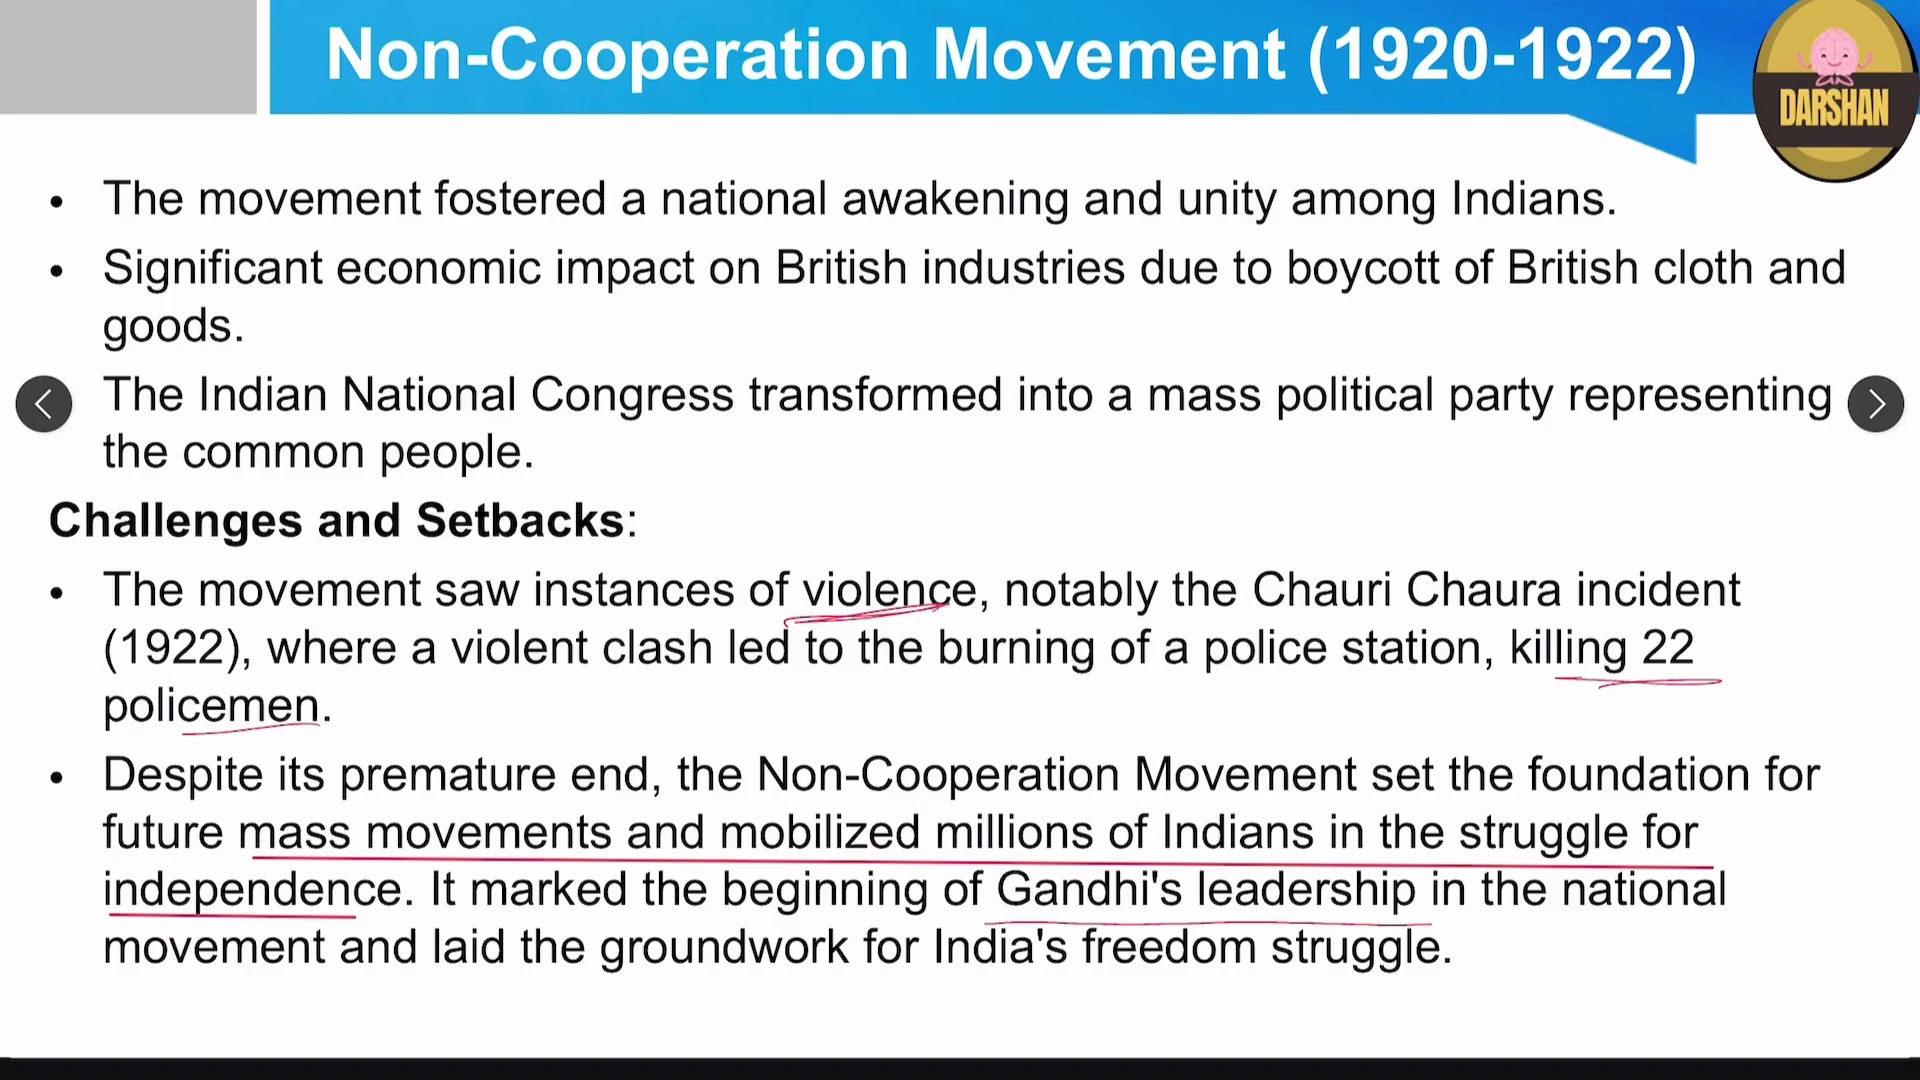 Non-Cooperation Movement (1920-1922)
DARSHAN
• The movement fostered a national awakening and unity among Indians.
• Significant economic impact on British industries due to boycott of British cloth and
goods.
The Indian National Congress transformed into a mass political party representing
the common people.
Challenges and Setbacks:
• The movement saw instances of violence, notably the Chauri Chaura incident
(1922), where a violent clash led to the burning of a police station, killing 22
policemen.
• Despite its premature end, the Non-Cooperation Movement set the foundation for
future mass movements and mobilized millions of Indians in the struggle for
independence. It marked the beginning of Gandhi's leadership in the national
movement and laid the groundwork for India's freedom struggle.